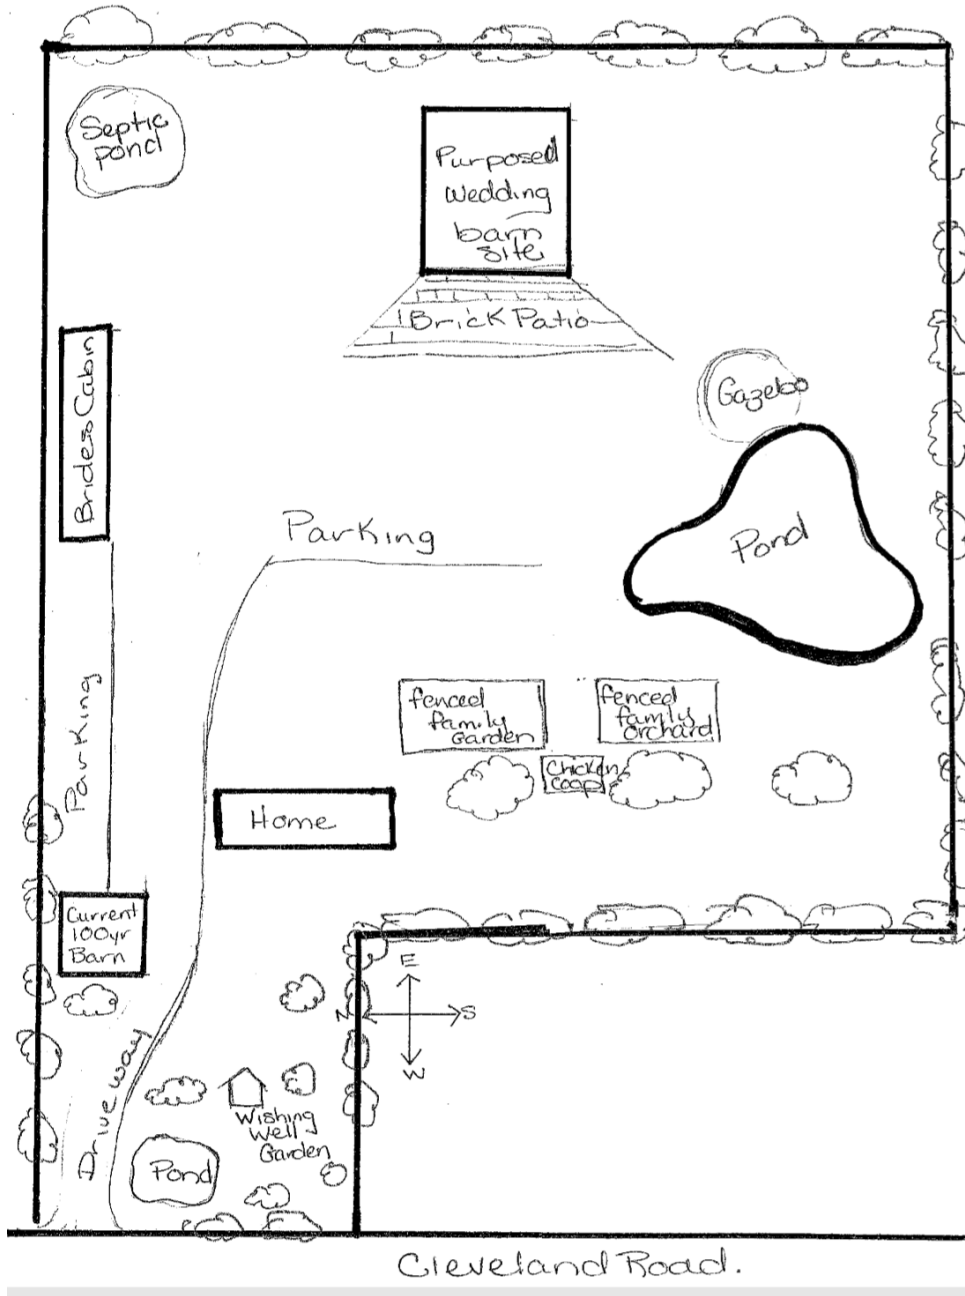 Septic
pond
Purposed
Wedding
barn
site
Brick Patio
Brides Cabin
Gazebo
Parking
Pond
Parking
fenced
family
Garden
fenced
family
orchard
Chicken
Coop
Home
Current
100yr
Barn
E
N
S
W
Driveway
Wishing
Well
Garden
Pond
Cleveland Road.